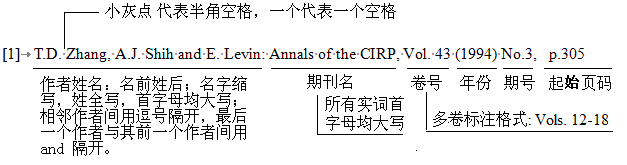 小灰点 代表半角空格，一个代表一个空格
[1]→T.D.·Zhang,·A.J.·Shih·and·E.·Levin:·Annals·of·the·CIRP,·Vol.·43·(1994)·No.3,  p.305
作者姓名：名前姓后；名字缩
写，姓全写，首字母均大写；
相邻作者间用逗号隔开，最后
一个作者与其前一个作者间用
and 隔开。
期刊名
所有实词首
字母均大写
卷号
年份
期号
起始页码
多卷标注格式: Vols. 12-18